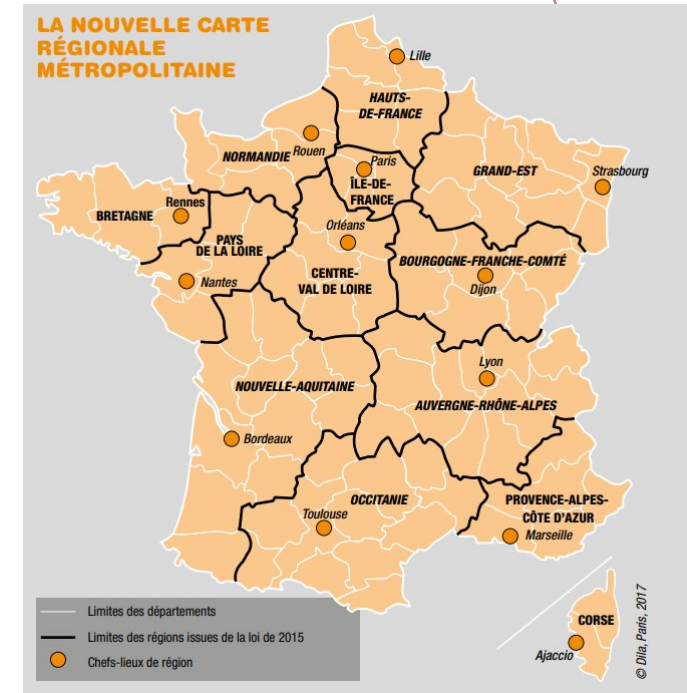 LA NOUVELLE CARTE
RÉGIONALE
MÉTROPOLITAINE
Lille
HAUTS-
DE-FRANCE
NORMANDIE
Rouen
Paris
ÎLE-DE-
FRANCE
GRAND-EST
Strasbourg
BRETAGNE
Rennes
PAYS
DE LA LOIRE
Nantes
Orléans
CENTRE-
VAL DE LOIRE
BOURGOGNE-FRANCHE-COMTÉ
Dijon
NOUVELLE-AQUITAINE
Bordeaux
Lyon
AUVERGNE-RHÔNE-ALPES
OCCITANIE
Toulouse
PROVENCE-ALPES-
CÔTE D'AZUR
Marseille
CORSE
Ajaccio
Limites des départements
Limites des régions issues de la loi de 2015
Chefs-lieux de région
© Dila, Paris, 2017